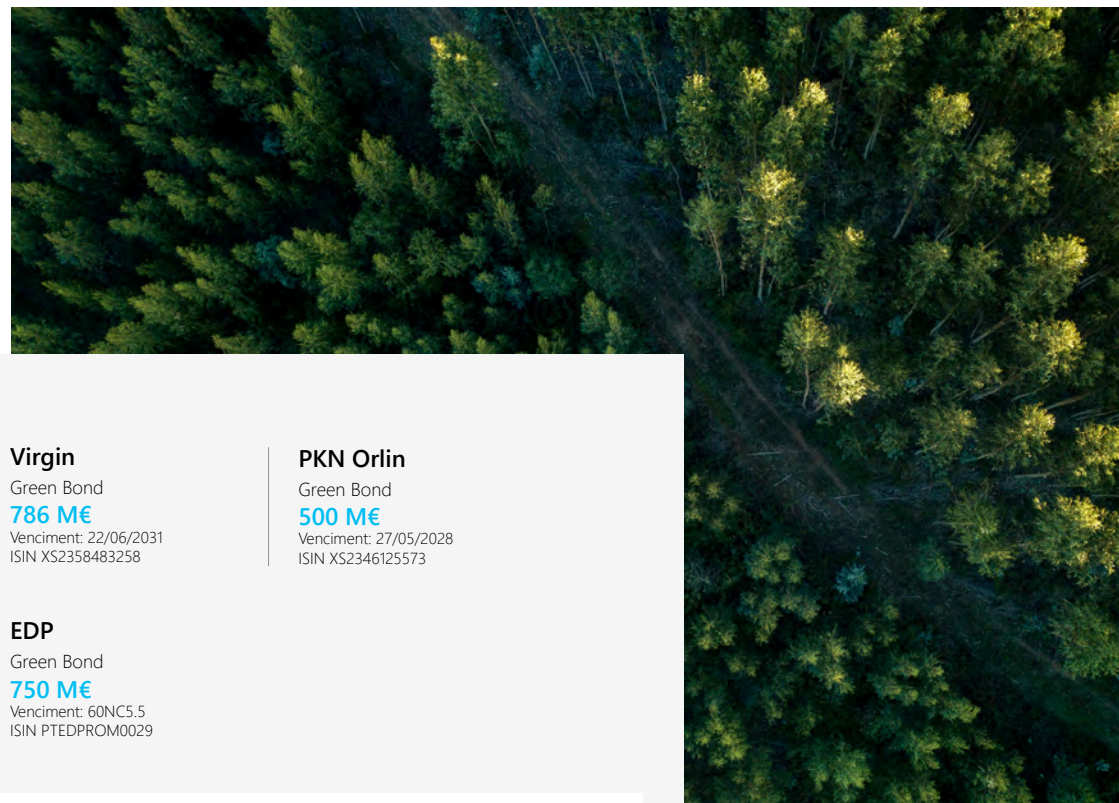 Virgin
Green Bond
786 M€
Venciment: 22/06/2031
ISIN XS2358483258
PKN Orlin
Green Bond
500 M€
Venciment: 27/05/2028
ISIN XS2346125573
EDP
Green Bond
750 M€
Venciment: 60NC5.5
ISIN PTEDPROM0029